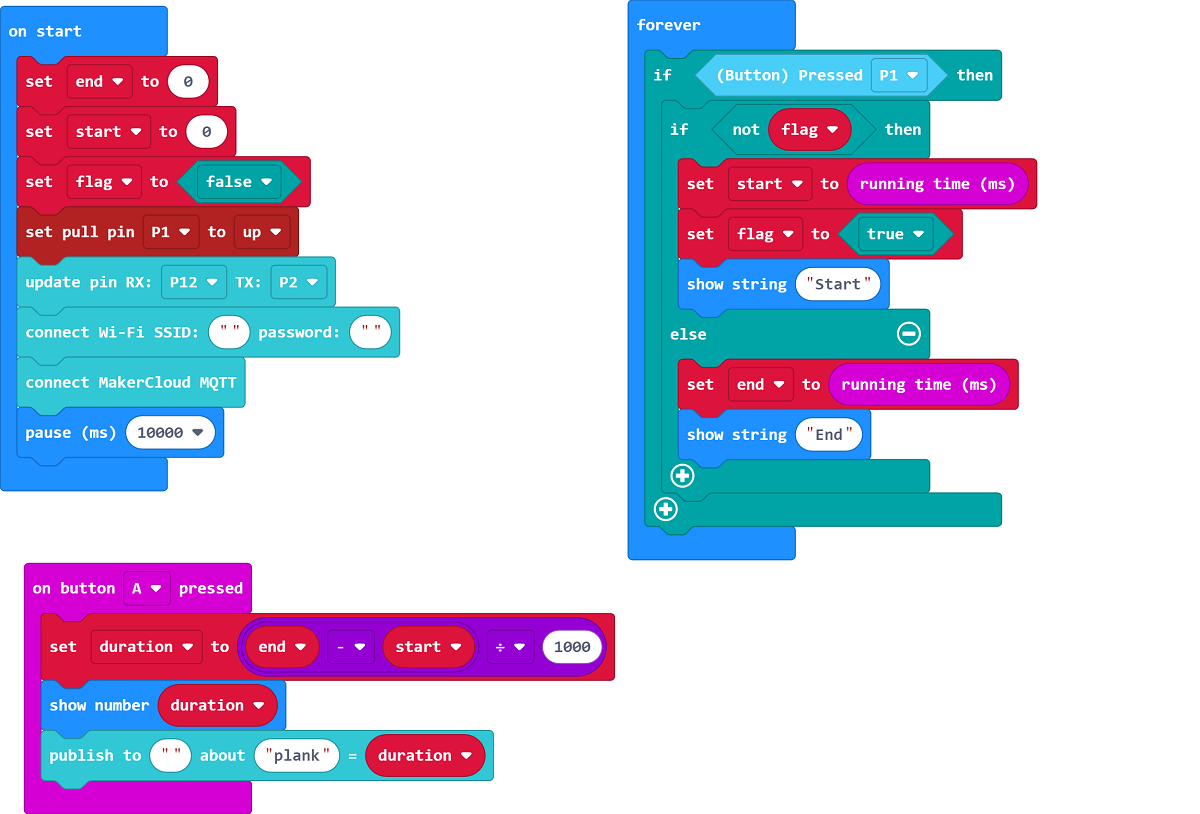 on start
set end to 0
set start to 0
set flag to false
set pull pin P1 to up
update pin RX: P12 TX: P2
connect Wi-Fi SSID: "" password: ""
connect MakerCloud MQTT
pause (ms) 10000
forever
if (Button) Pressed P1 then
if not flag then
set start to running time (ms)
set flag to true
show string "Start"
else
set end to running time (ms)
show string "End"
on button A pressed
set duration to end - start ÷ 1000
show number duration
publish to "" about "plank" = duration